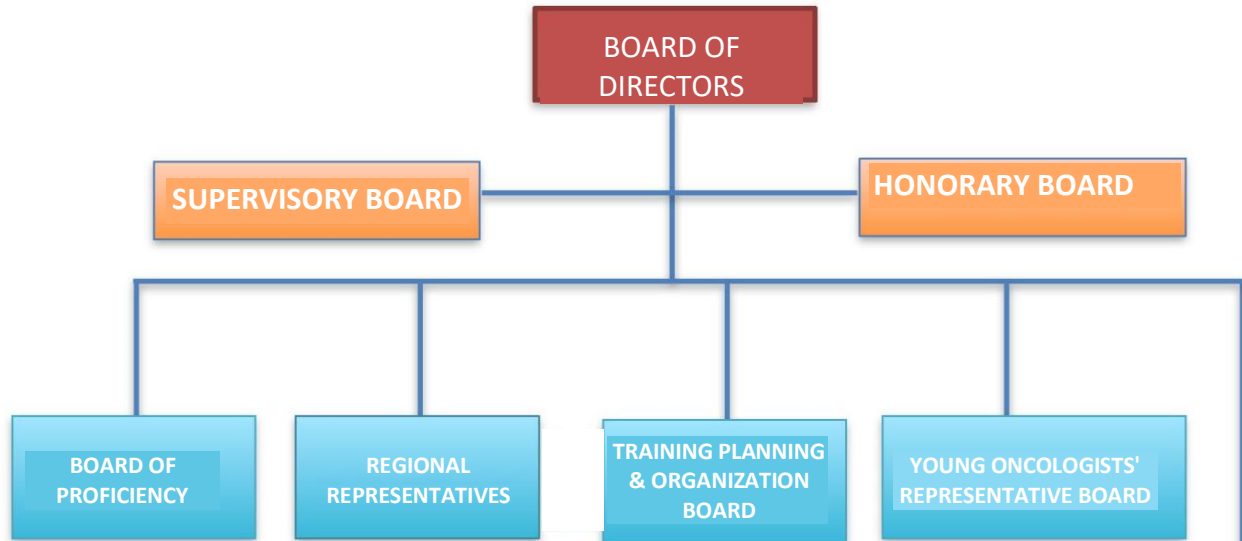 BOARD OF
DIRECTORS
SUPERVISORY BOARD
HONORARY BOARD
BOARD OF
PROFICIENCY
REGIONAL
REPRESENTATIVES
TRAINING PLANNING
& ORGANIZATION
BOARD
YOUNG ONCOLOGISTS'
REPRESENTATIVE BOARD